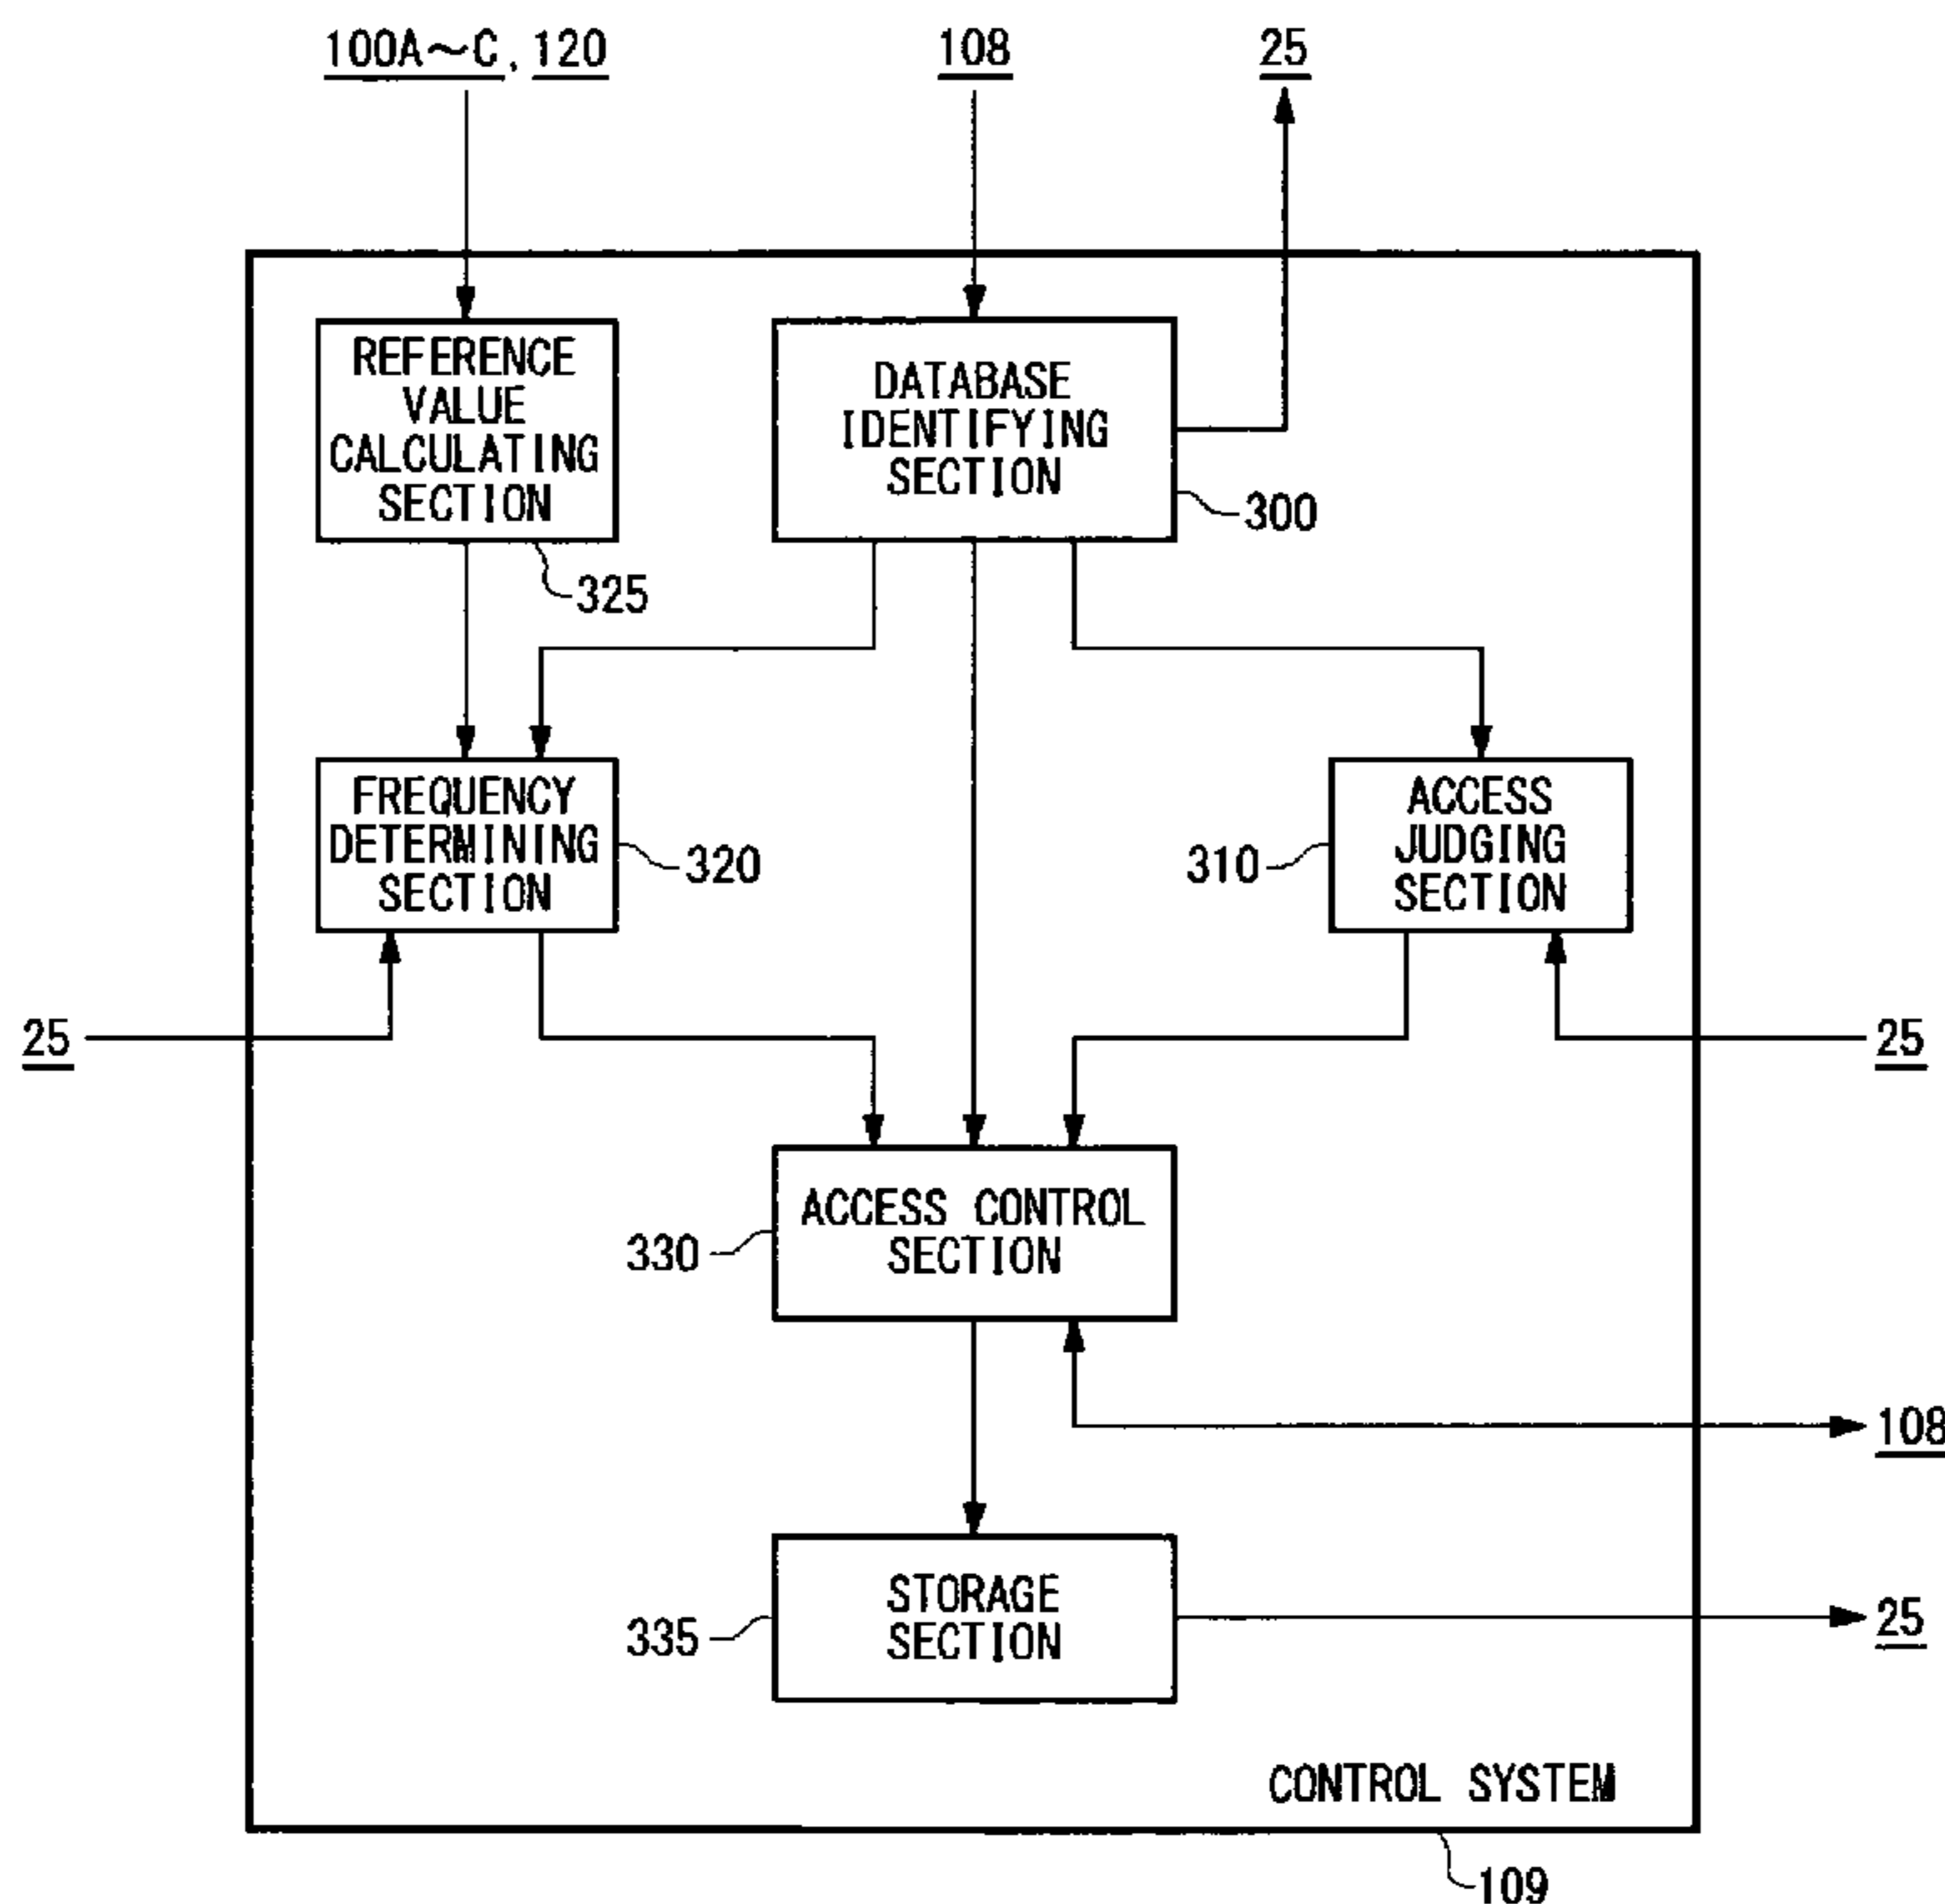 100A～C, 120
108
25
REFERENCE
VALUE
CALCULATING
SECTION
325
DATABASE
IDENTIFYING
SECTION
300
FREQUENCY
DETERMINING
SECTION
320
310
ACCESS
JUDGING
SECTION
25
25
330
ACCESS CONTROL
SECTION
108
335
STORAGE
SECTION
25
CONTROL SYSTEM
109